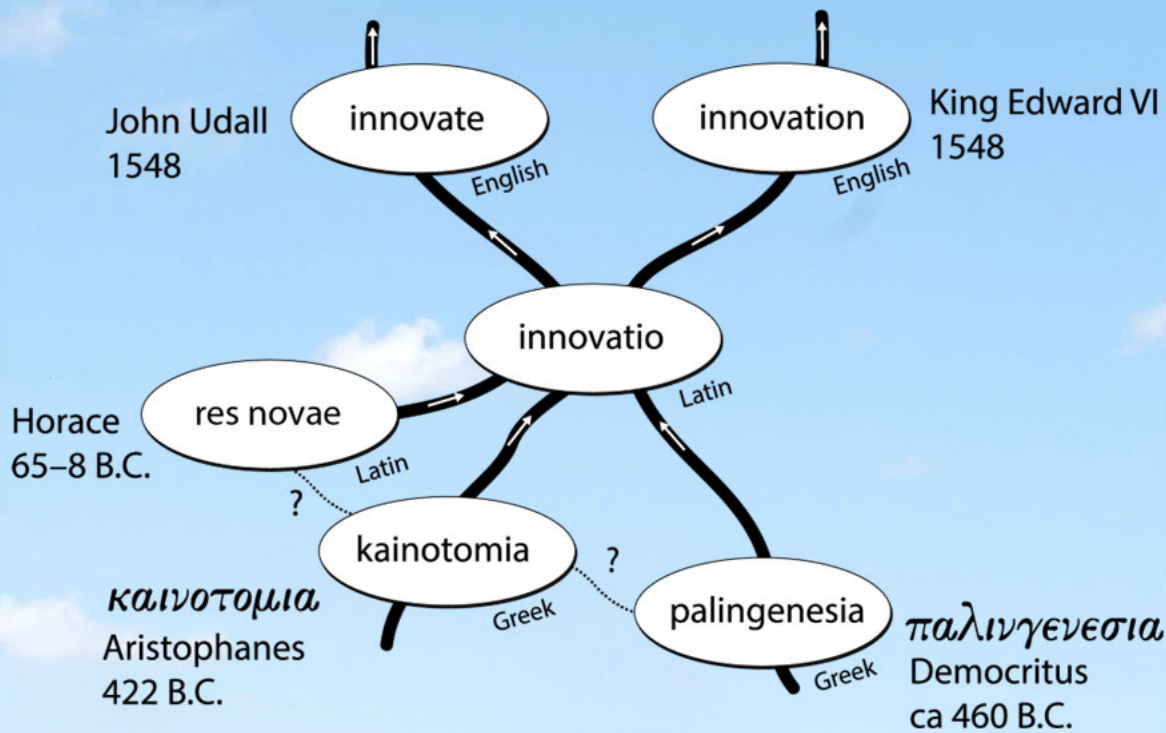 John Udall
1548
innovate
English
innovation
English
King Edward VI
1548
innovatio
Latin
Horace
65–8 B.C.
res novae
Latin
?
kainotomia
Greek
?
καινοτομια
Aristophanes
422 B.C.
palingenesia
Greek
παλινγενεσια
Democritus
ca 460 B.C.